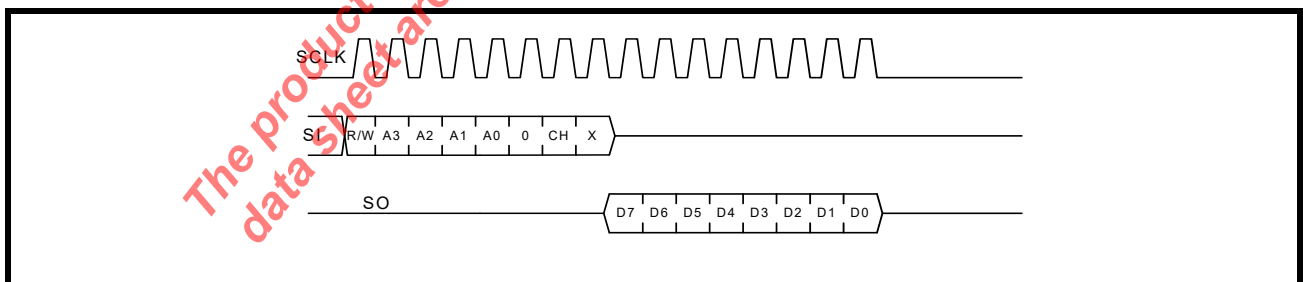 The product
data sheet are
SCLK
SI R/W A3 A2 A1 A0 0 CH X
SO D7 D6 D5 D4 D3 D2 D1 D0